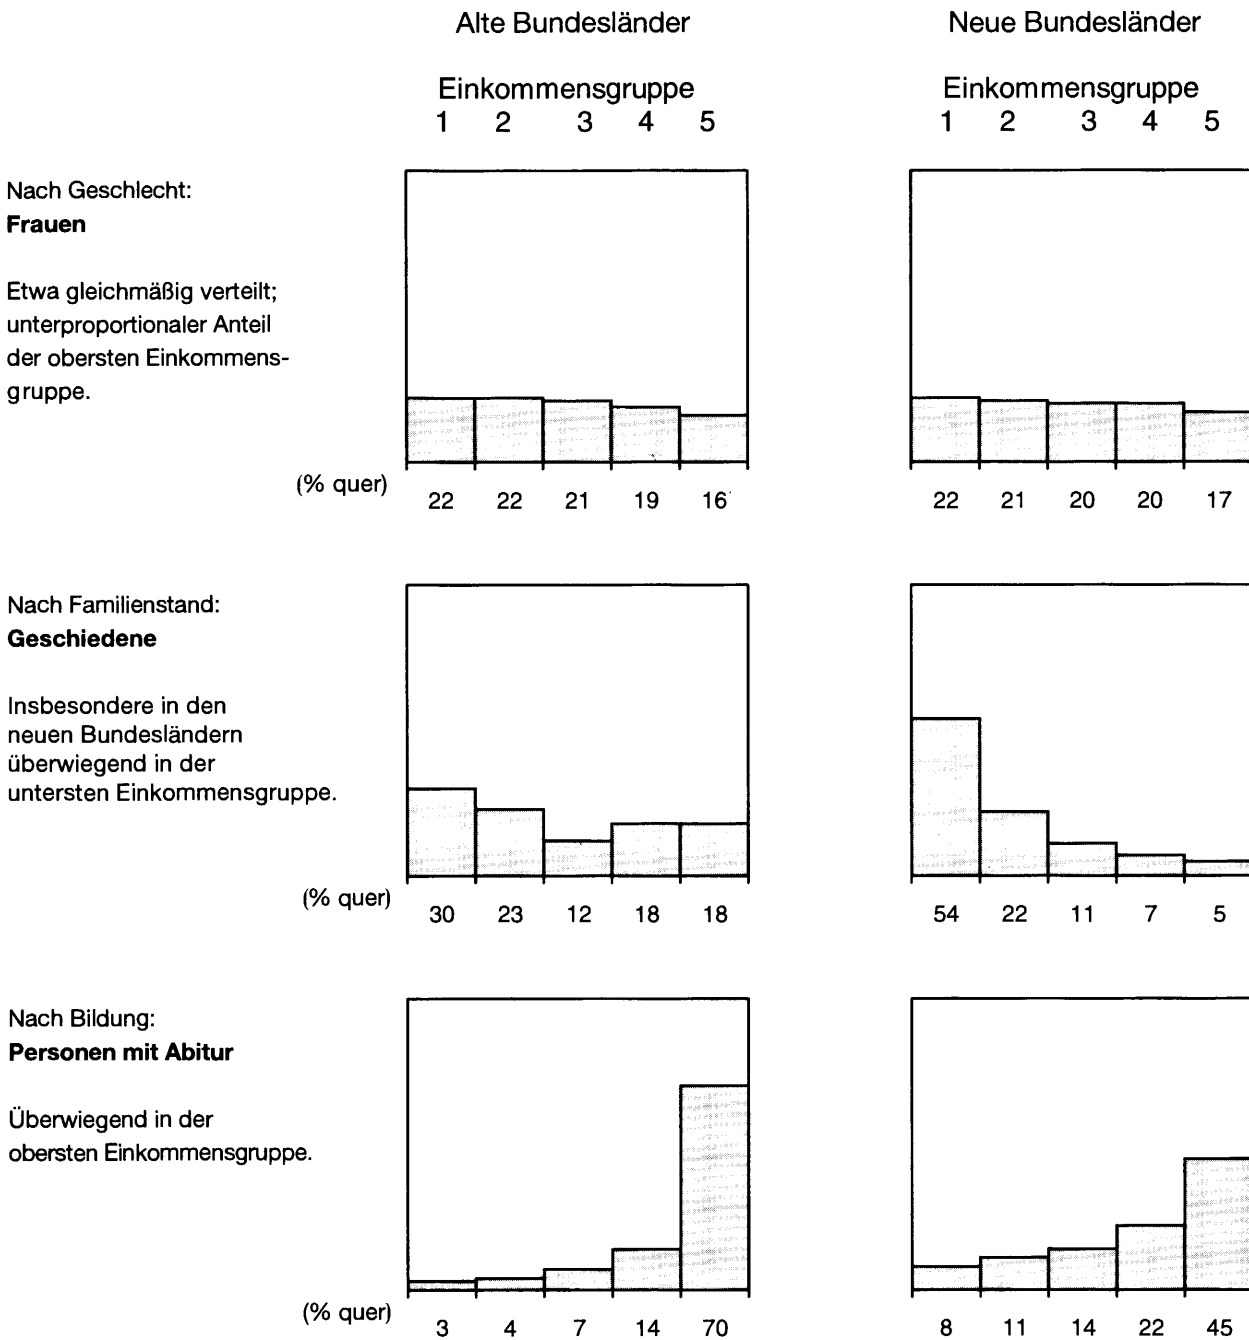 Alte Bundesländer Neue Bundesländer
Einkommensgruppe Einkommensgruppe
1 2 3 4 5 1 2 3 4 5
Nach Geschlecht:
Frauen
Etwa gleichmäßig verteilt;
unterproportionaler Anteil
der obersten Einkommens-
gruppe.
(% quer) 22 22 21 19 16 22 21 20 20 17
Nach Familienstand:
Geschiedene
Insbesondere in den
neuen Bundesländern
überwiegend in der
untersten Einkommensgruppe.
(% quer) 30 23 12 18 18 54 22 11 7 5
Nach Bildung:
Personen mit Abitur
Überwiegend in der
obersten Einkommensgruppe.
(% quer) 3 4 7 14 70 8 11 14 22 45